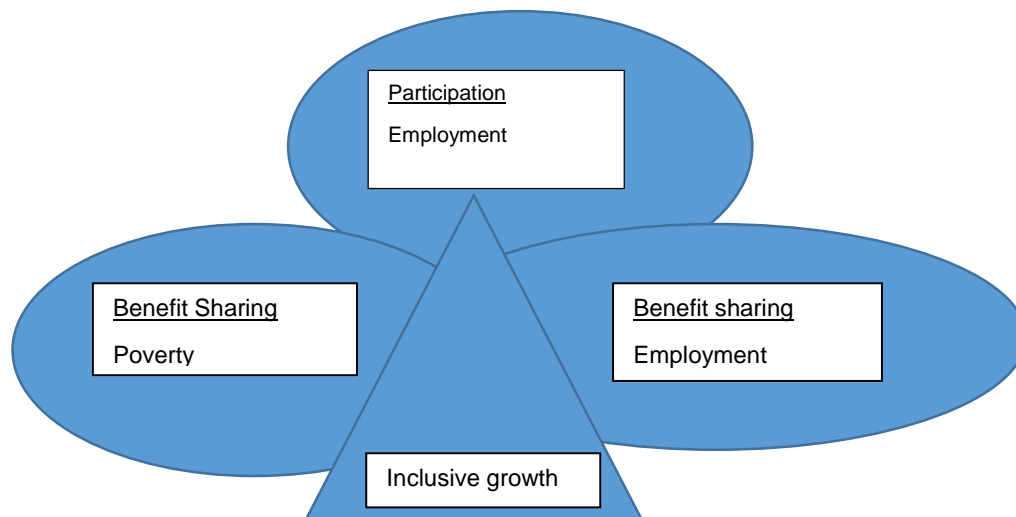 Participation
Employment
Benefit Sharing
Poverty
Benefit sharing
Employment
Inclusive growth